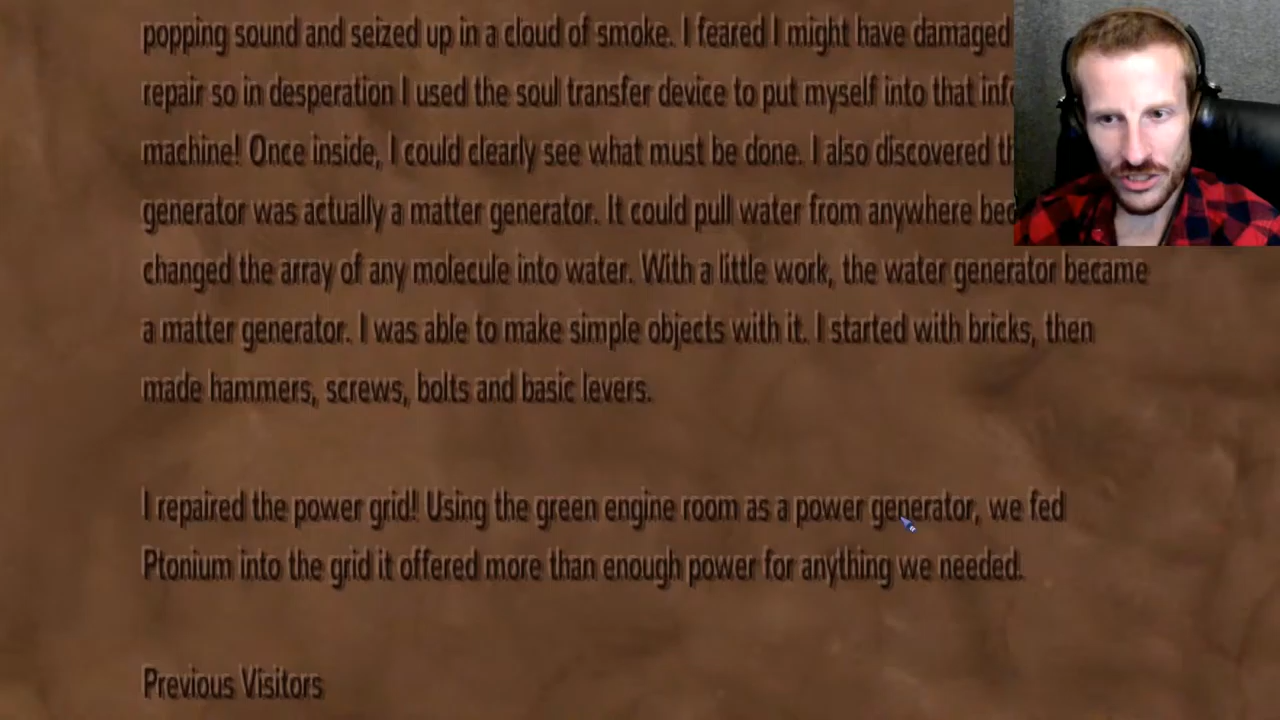 popping sound and seized up in a cloud of smoke. I feared I might have damaged
repair so in desperation I used the soul transfer device to put myself into that
machine! Once inside, I could clearly see what must be done. I also discovered
generator was actually a matter generator. It could pull water from anywhere
changed the array of any molecule into water. With a little work, the water generator became
a matter generator. I was able to make simple objects with it. I started with bricks, then
made hammers, screws, bolts and basic levers.
I repaired the power grid! Using the green engine room as a power generator, we fed
Ptonium into the grid it offered more than enough power for anything we needed.
Previous Visitors